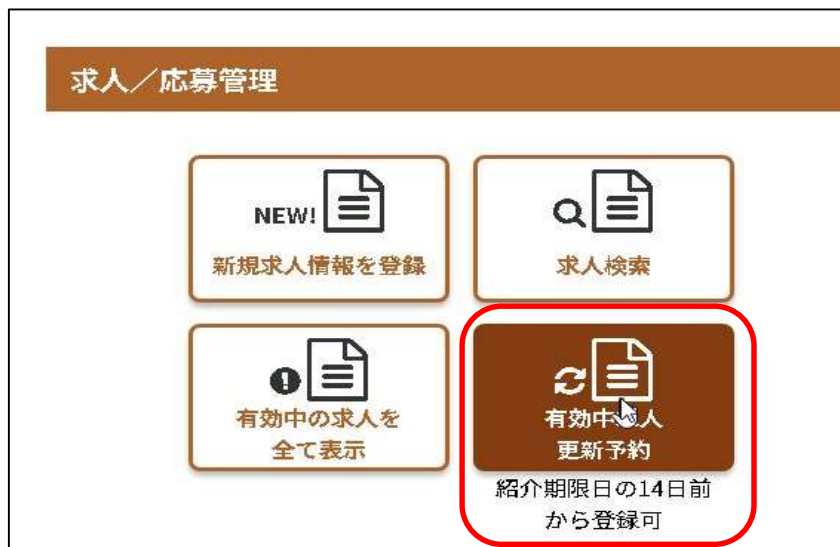 求人／応募管理
NEW!
新規求人情報を登録
求人検索
有効中の求人を
全て表示
有効中 人
更新予約
紹介期限日の14日前
から登録可